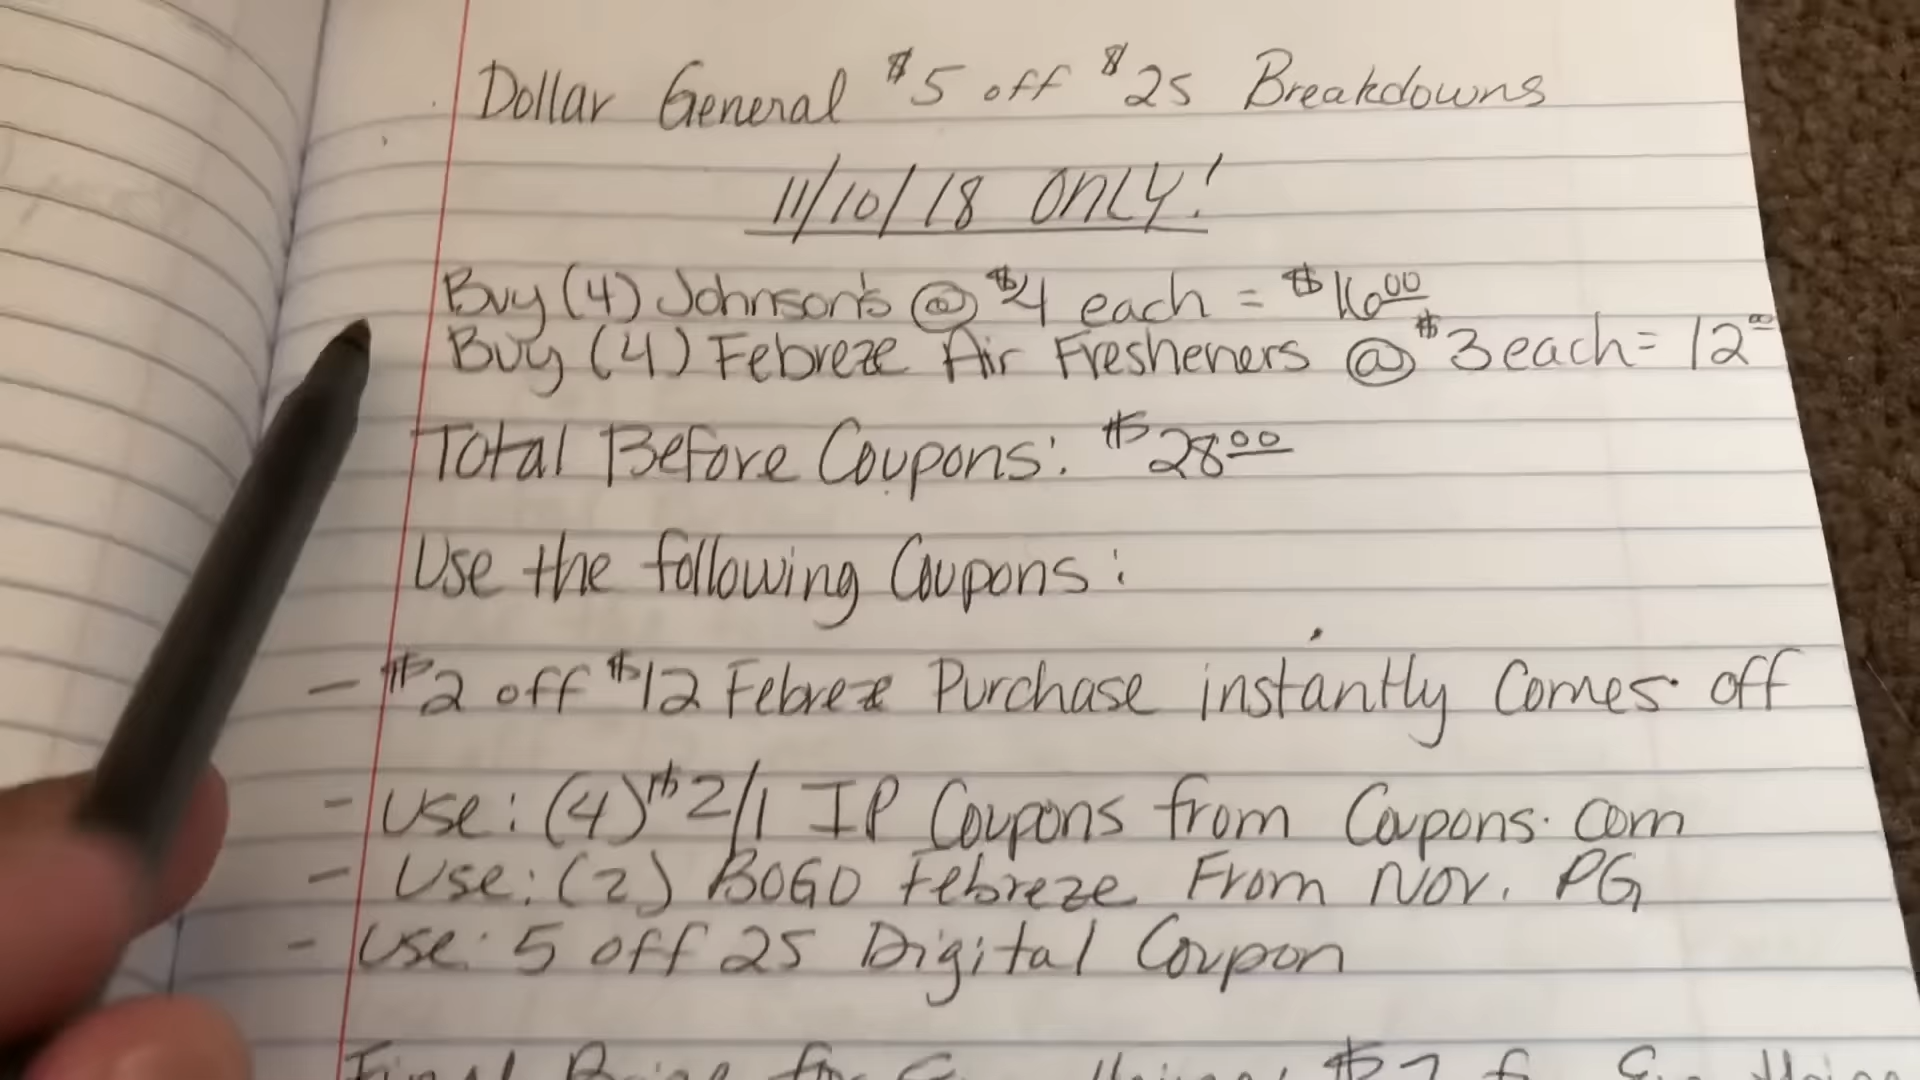 Dollar General $5 off $25 Breakdowns
11/10/18 ONLY!
Buy (4) Johnson's @ $4 each = $16.00
Buy (4) Febreze Air Fresheners @ $3 each = 12.00
Total Before Coupons: $28.00
Use the following Coupons:
- $2 off $12 Febreze Purchase instantly Comes off
- Use: (4) $2/1 IP Coupons from Coupons.com
- Use: (2) BOGO Febreze From Nov. PG
- Use: 5 off 25 Digital Coupon